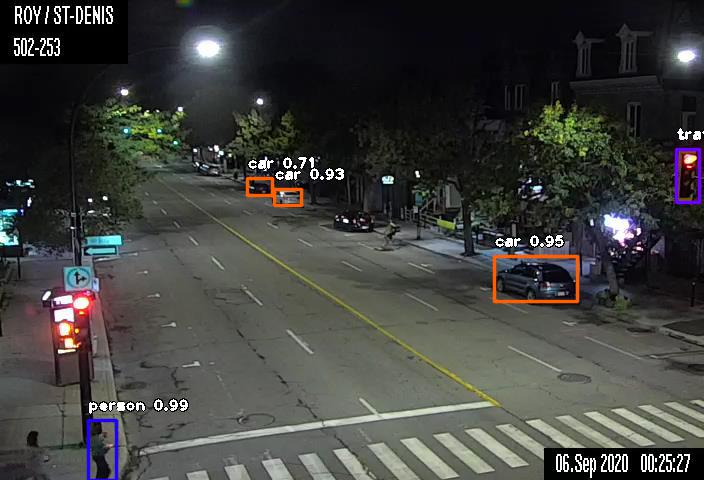 ROY / ST-DENIS
502-253
car 0.71
car 0.93
tra
car 0.95
person 0.99
06.Sep 2020 00:25:27